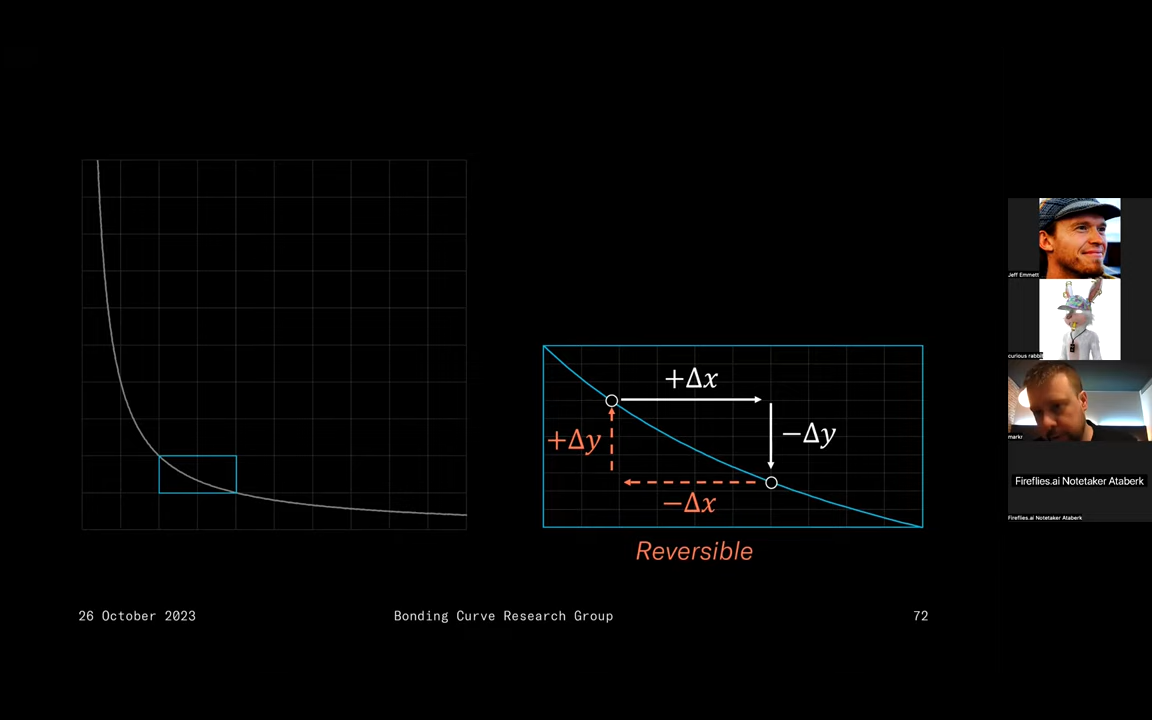 +Δx
+Δy
−Δy
−Δx
Reversible
26 October 2023
Bonding Curve Research Group
72
Jeff Emmett
curious rabbit
markr
Fireflies.ai Notetaker Ataberk
Fireflies.ai Notetaker Ataberk